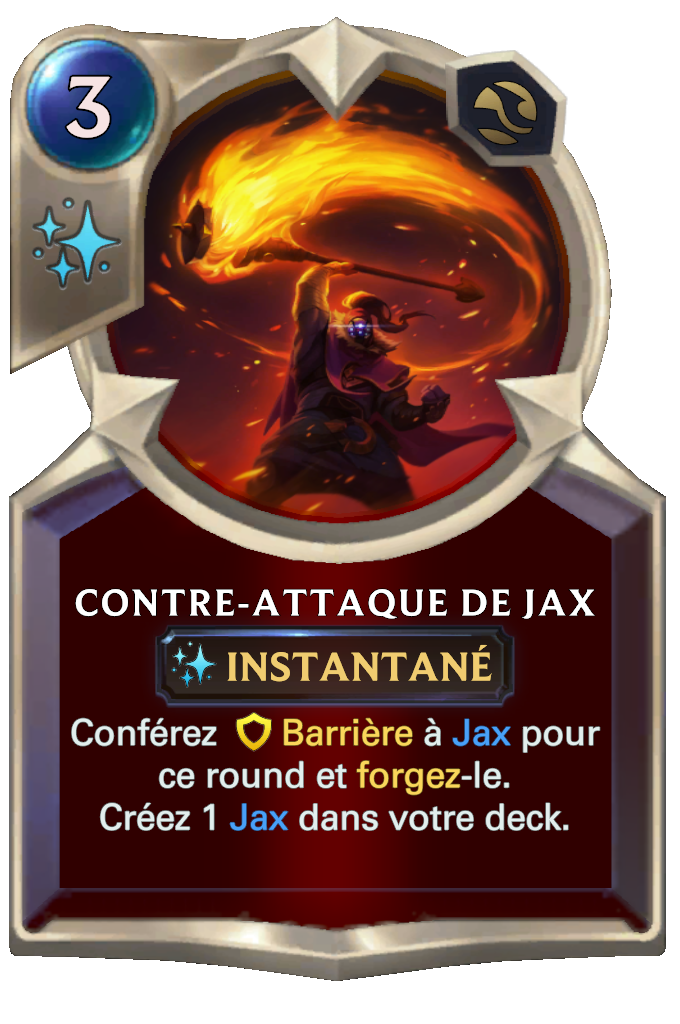 3
CONTRE-ATTAQUE DE JAX
INSTANTANÉ
Conférez Barrière à Jax pour
ce round et forgez-le.
Créez 1 Jax dans votre deck.